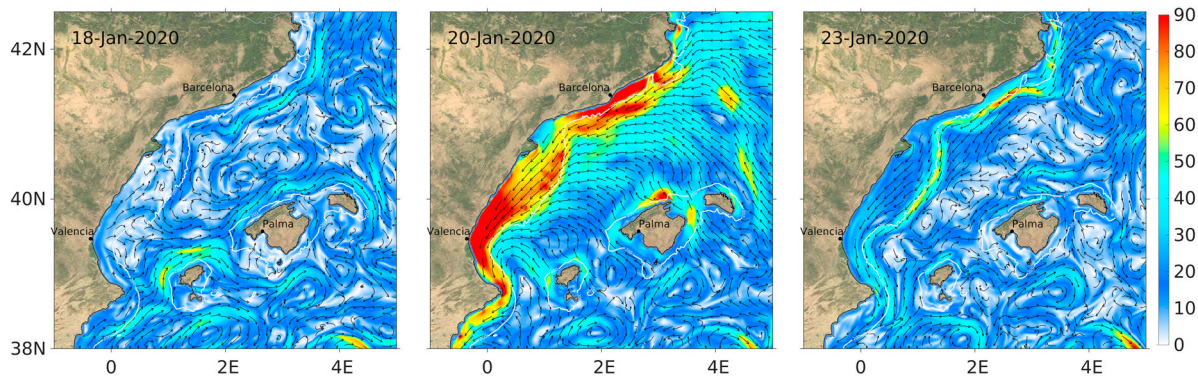 42N
40N
38N
18-Jan-2020
Barcelona
Valencia
Palma
0
2E
4E
20-Jan-2020
Barcelona
Valencia
Palma
0
2E
4E
23-Jan-2020
Barcelona
Valencia
Palma
0
2E
4E
90
80
70
60
50
40
30
20
10
0